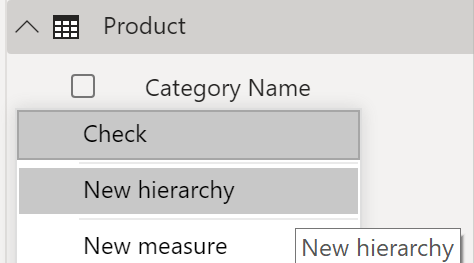 Product
Category Name
Check
New hierarchy
New measure
New hierarchy